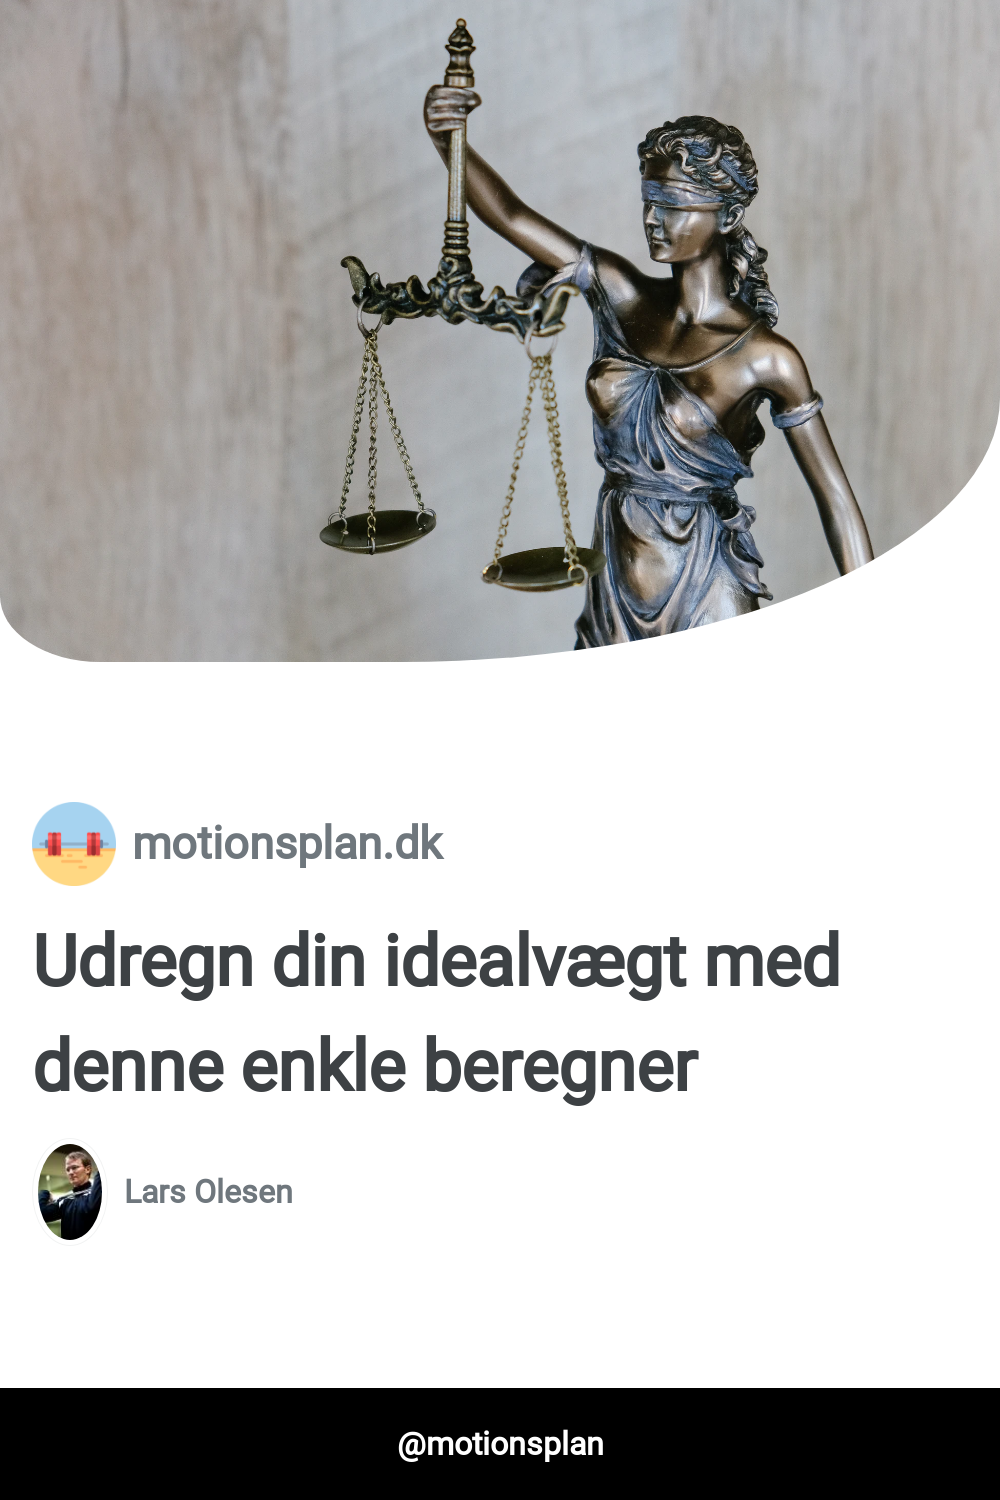 motionsplan.dk
Udregn din idealvægt med
denne enkle beregner
Lars Olesen
@motionsplan